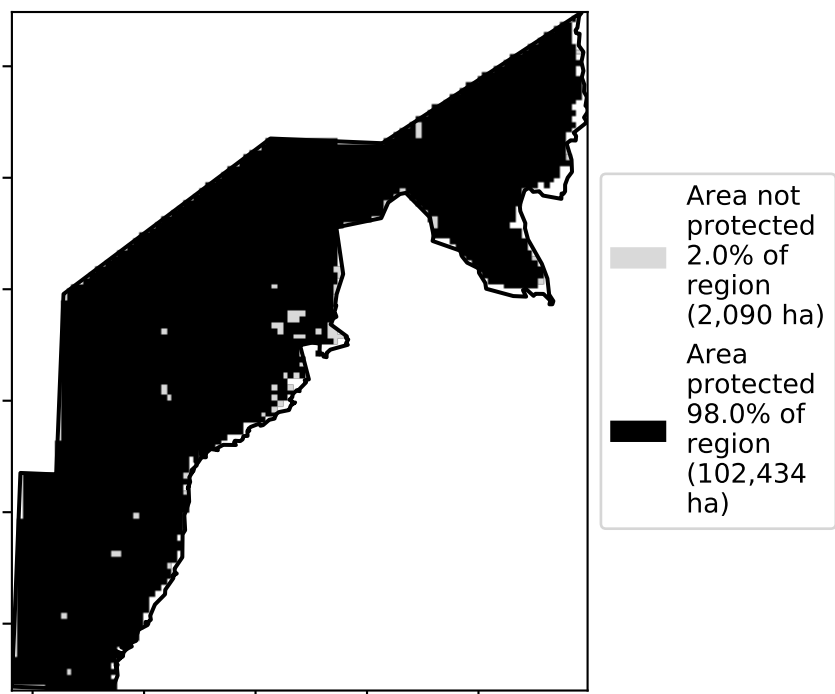 Area not
protected
2.0% of
region
(2,090 ha)
Area
protected
98.0% of
region
(102,434
ha)